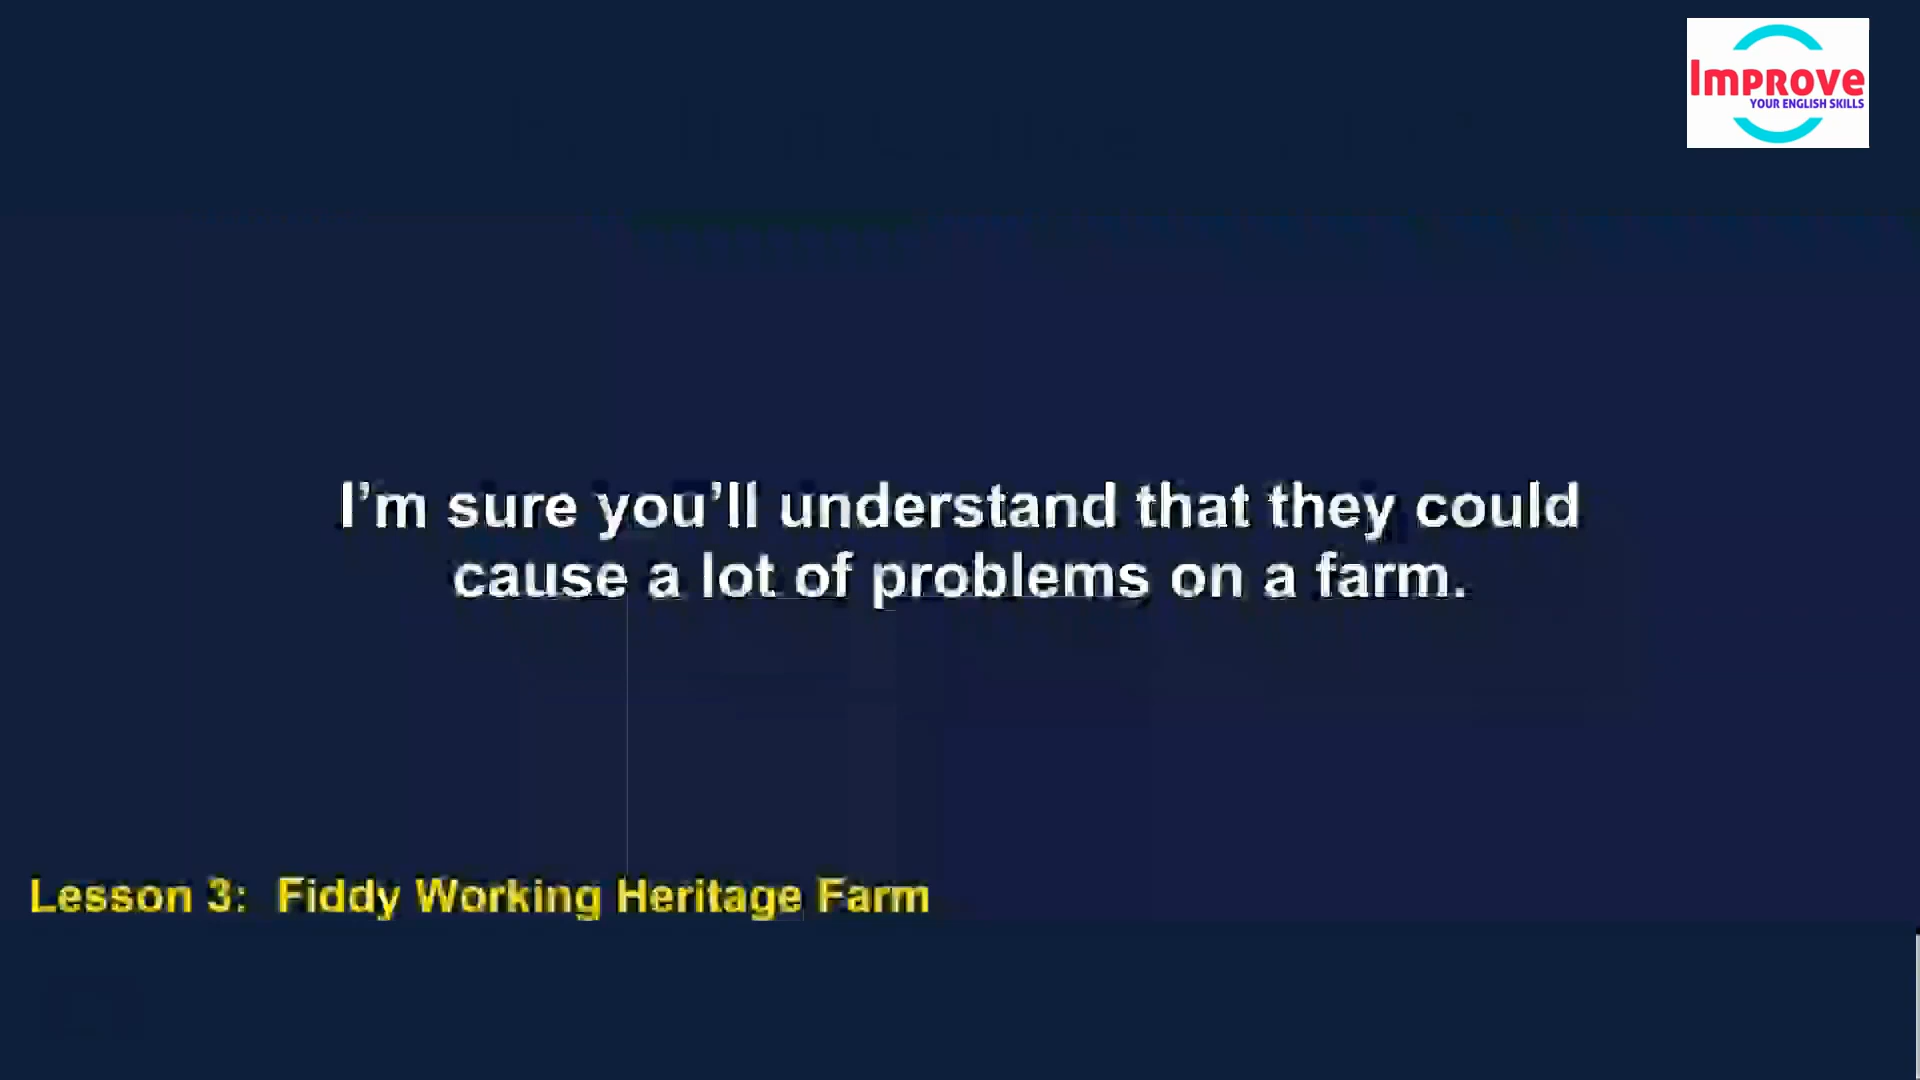 Improve
YOUR ENGLISH SKILLS
I’m sure you’ll understand that they could
cause a lot of problems on a farm.
Lesson 3: Fiddy Working Heritage Farm